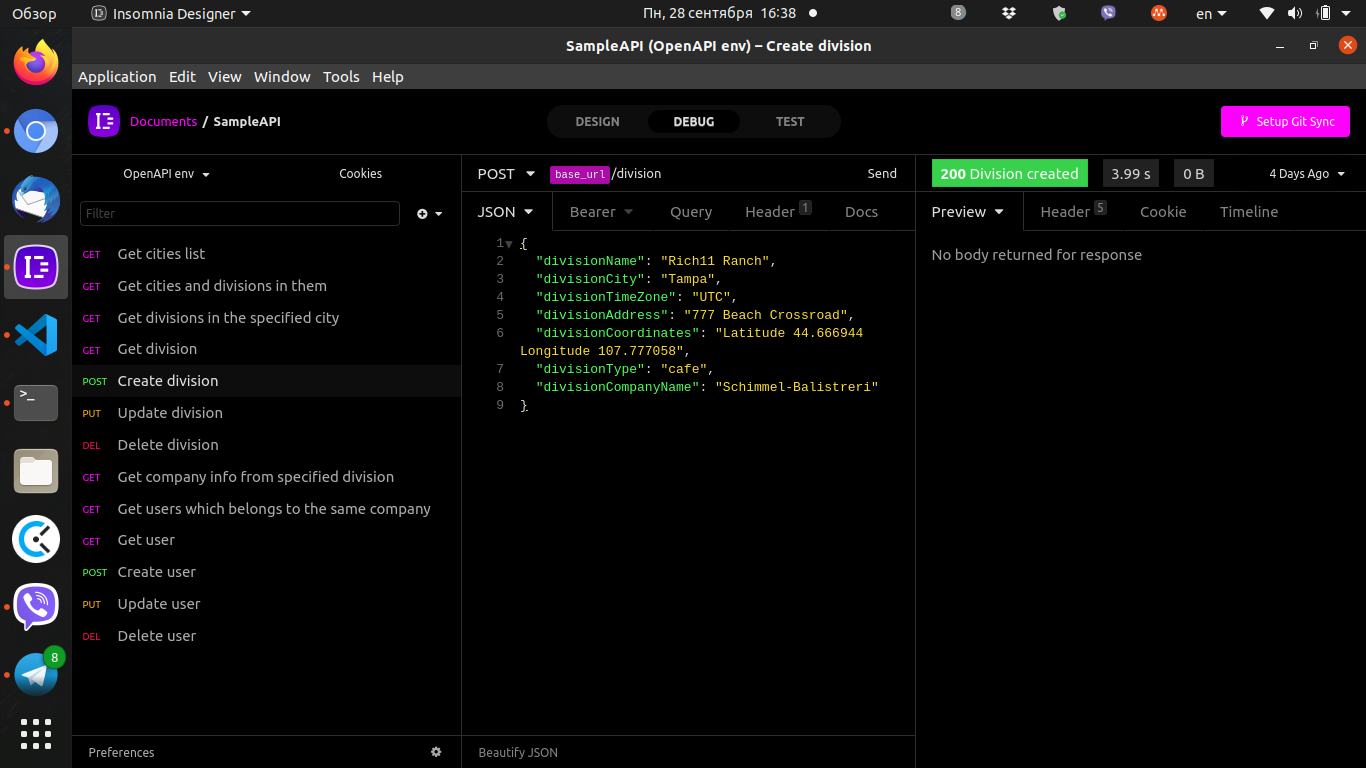 Обзор
Insomnia Designer
Пн, 28 сентября 16:38
8
en
SampleAPI (OpenAPI env) – Create division
Application Edit View Window Tools Help
Documents / SampleAPI
DESIGN
DEBUG
TEST
Setup Git Sync
OpenAPI env
Cookies
Filter
GET Get cities list
GET Get cities and divisions in them
GET Get divisions in the specified city
GET Get division
POST Create division
PUT Update division
DEL Delete division
GET Get company info from specified division
GET Get users which belongs to the same company
GET Get user
POST Create user
PUT Update user
DEL Delete user
Preferences
POST
base_url/division
Send
JSON
Bearer
Query
Header 1
Docs
1 {
2 "divisionName": "Rich11 Ranch",
3 "divisionCity": "Tampa",
4 "divisionTimeZone": "UTC",
5 "divisionAddress": "777 Beach Crossroad",
6 "divisionCoordinates": "Latitude 44.666944
Longitude 107.777058",
7 "divisionType": "cafe",
8 "divisionCompanyName": "Schimmel-Balistreri"
9 }
Beautify JSON
200 Division created
3.99 s
0 B
4 Days Ago
Preview
Header 5
Cookie
Timeline
No body returned for response
>_
8